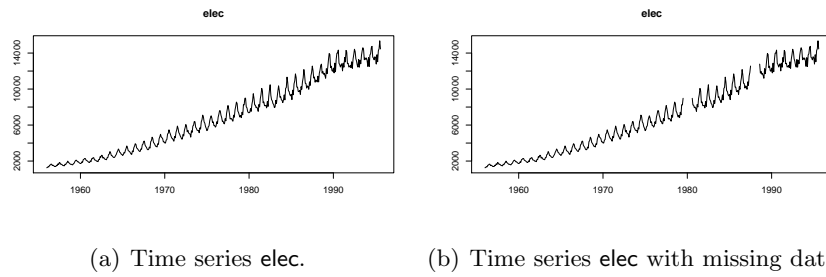 elec
elec
2000 6000 10000 14000
1960 1970 1980 1990
2000 6000 10000 14000
1960 1970 1980 1990
(a) Time series elec.
(b) Time series elec with missing dat